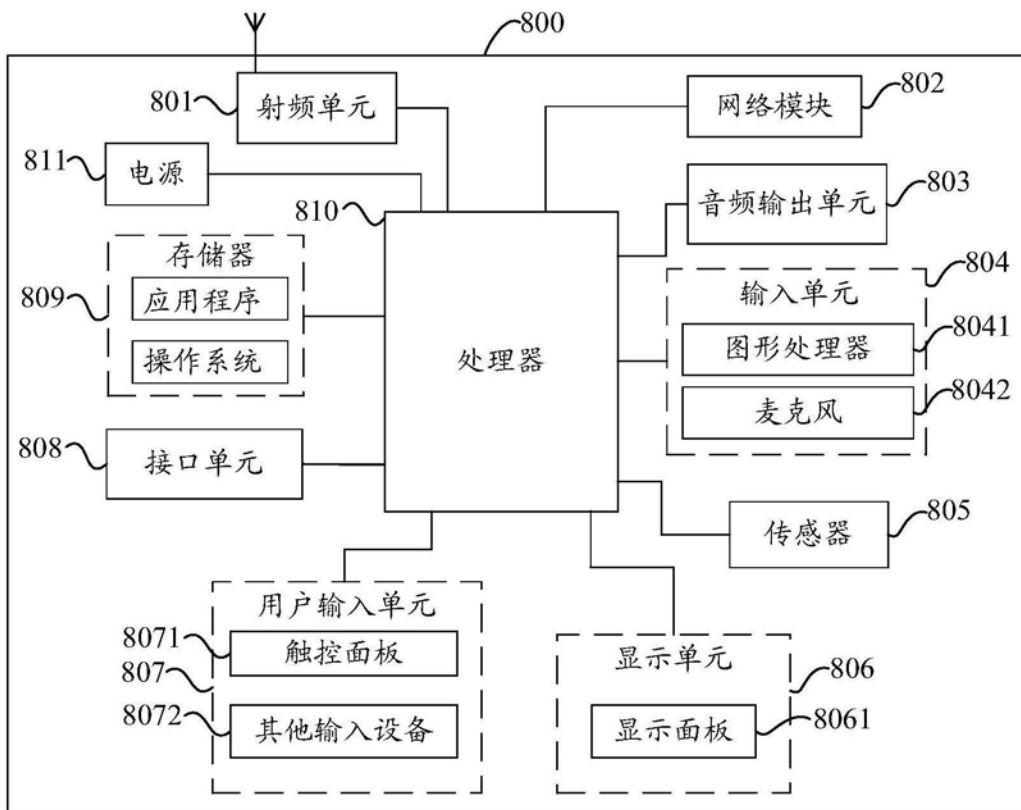 800
801
射频单元
网络模块
802
811
电源
810
音频输出单元
803
809
存储器
应用程序
操作系统
处理器
804
输入单元
图形处理器
8041
麦克风
8042
808
接口单元
传感器
805
用户输入单元
8071
触控面板
807
8072
其他输入设备
显示单元
806
显示面板
8061